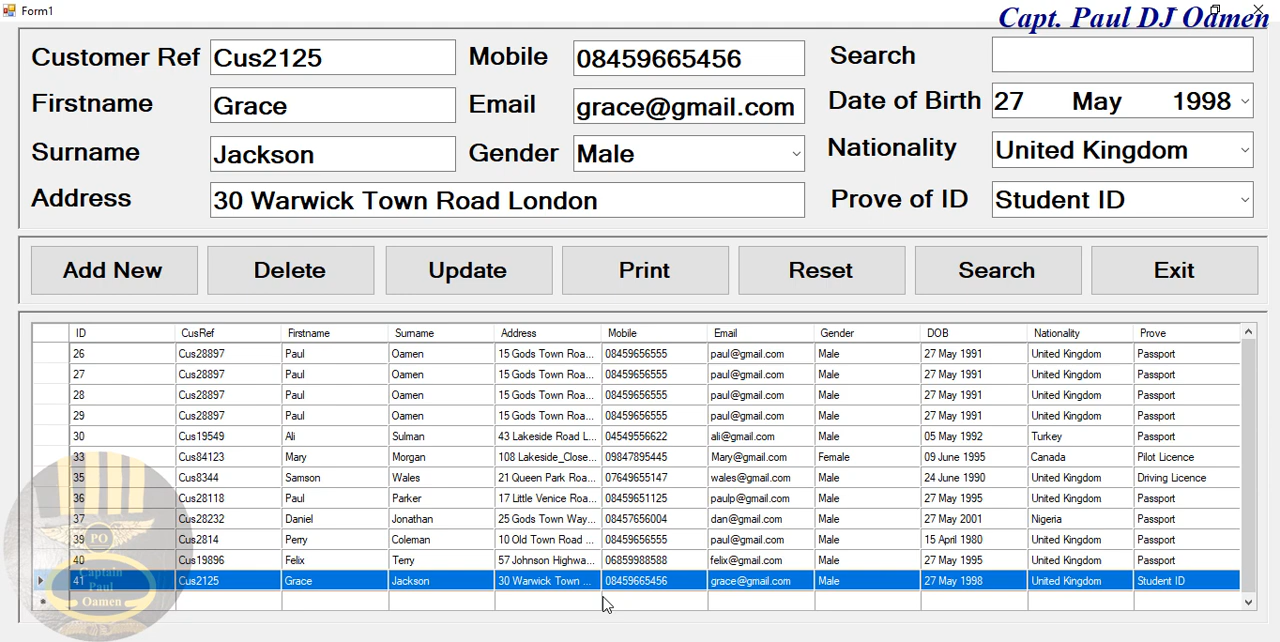 Form1
Capt. Paul DJ Oamen
Customer Ref Cus2125 Mobile 08459665456 Search
Firstname Grace Email grace@gmail.com Date of Birth 27 May 1998
Surname Jackson Gender Male Nationality United Kingdom
Address 30 Warwick Town Road London Prove of ID Student ID
Add New Delete Update Print Reset Search Exit
ID CusRef Firstname Surname Address Mobile Email Gender DOB Nationality Prove
26 Cus28897 Paul Oamen 15 Gods Town Roa... 08459656555 paul@gmail.com Male 27 May 1991 United Kingdom Passport
27 Cus28897 Paul Oamen 15 Gods Town Roa... 08459656555 paul@gmail.com Male 27 May 1991 United Kingdom Passport
28 Cus28897 Paul Oamen 15 Gods Town Roa... 08459656555 paul@gmail.com Male 27 May 1991 United Kingdom Passport
29 Cus28897 Paul Oamen 15 Gods Town Roa... 08459656555 paul@gmail.com Male 27 May 1991 United Kingdom Passport
30 Cus19549 Ali Sulman 43 Lakeside Road L... 04549556622 ali@gmail.com Male 05 May 1992 Turkey Passport
33 Cus84123 Mary Morgan 108 Lakeside_Close... 09847895445 Mary@gmail.com Female 09 June 1995 Canada Pilot Licence
35 Cus8344 Samson Wales 21 Queen Park Roa... 07649655147 wales@gmail.com Male 24 June 1990 United Kingdom Driving Licence
36 Cus28118 Paul Parker 17 Little Venice Roa... 08459651125 paulp@gmail.com Male 27 May 1995 United Kingdom Passport
37 Cus28232 Daniel Jonathan 25 Gods Town Way... 08457656004 dan@gmail.com Male 27 May 2001 Nigeria Passport
39 Cus2814 Perry Coleman 10 Old Town Road ... 08459656555 perry@gmail.com Male 15 April 1980 United Kingdom Passport
40 Cus19896 Felix Terry 57 Johnson Highwa... 06859988588 felix@gmail.com Male 27 May 1995 United Kingdom Passport
41 Cus2125 Grace Jackson 30 Warwick Town ... 08459665456 grace@gmail.com Male 27 May 1998 United Kingdom Student ID
PO
Captain
Paul
Oamen